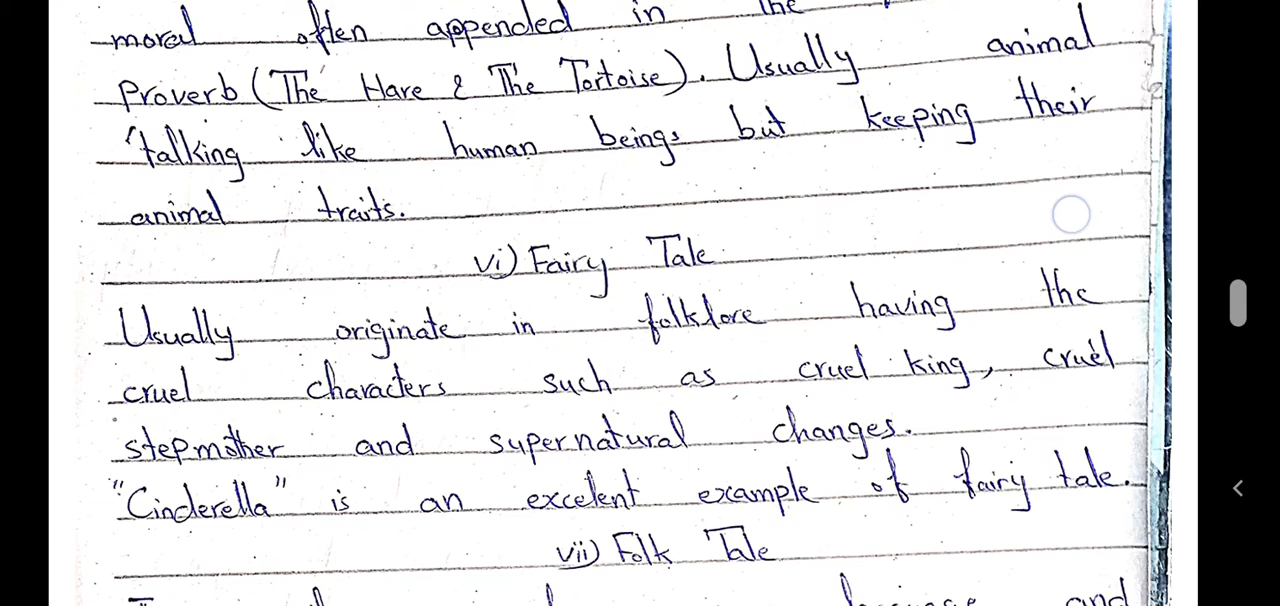 moral often appended in the
Proverb (The Hare & The Tortoise). Usually animal
talking like human beings but keeping their
animal traits.
vi) Fairy Tale
Usually originate in folklore having the
cruel characters such as cruel king, cruel
stepmother and supernatural changes.
"Cinderella" is an excelent example of fairy tale.
vii) Folk Tale
and